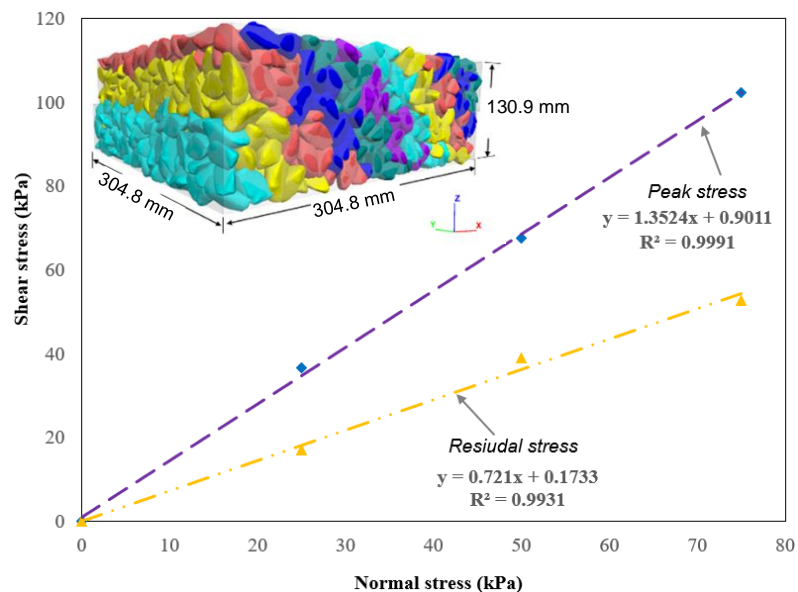 120
100
80
60
40
20
0
Shear stress (kPa)
130.9 mm
304.8 mm
304.8 mm
Z
Y
X
Peak stress
y = 1.3524x + 0.9011
R² = 0.9991
Resiudal stress
y = 0.721x + 0.1733
R² = 0.9931
0 10 20 30 40 50 60 70 80
Normal stress (kPa)